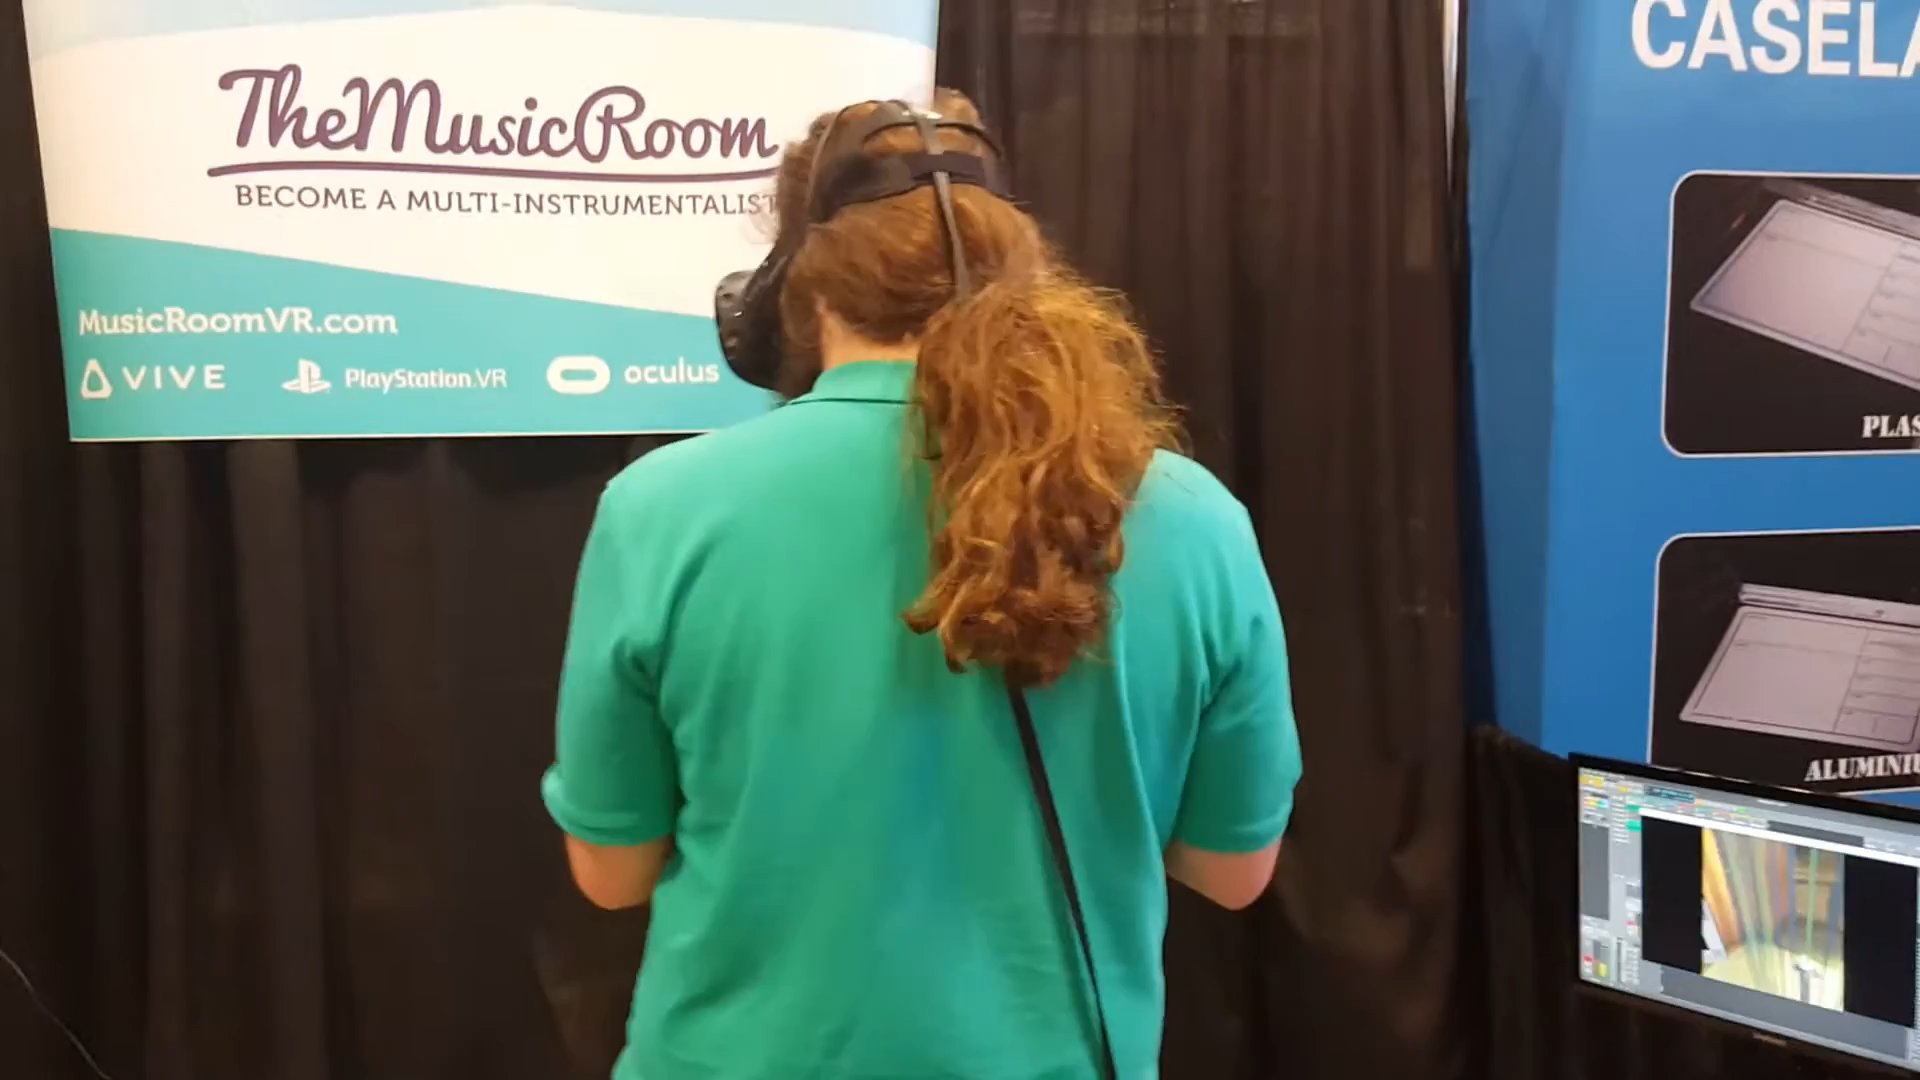 TheMusicRoom
BECOME A MULTI-INSTRUMENTALIST
MusicRoomVR.com
VIVE
PlayStation VR
oculus
CASELA
PLAS
ALUMINIU